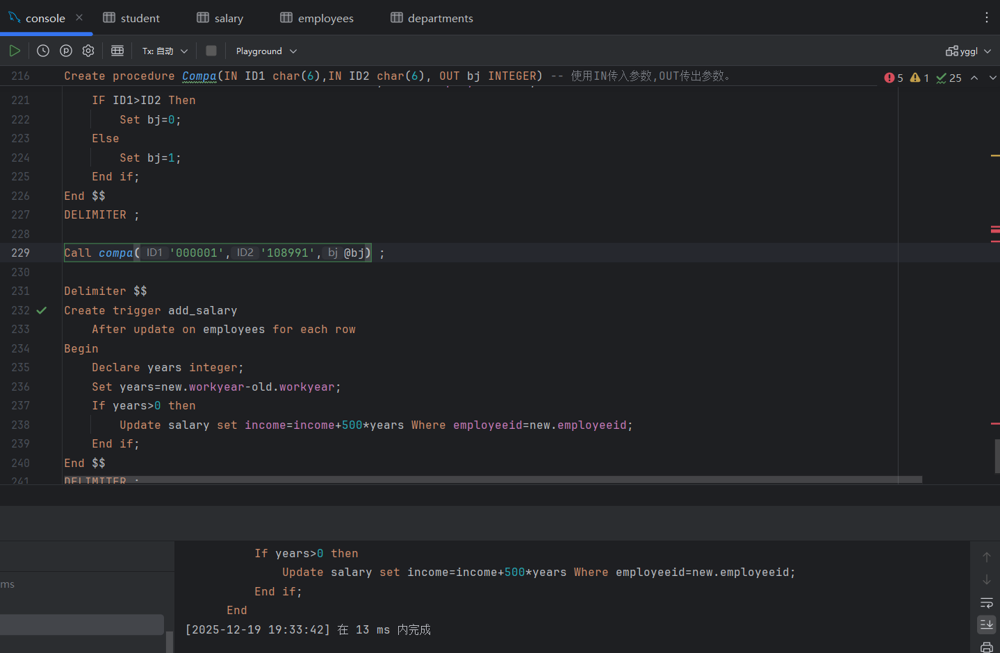 console student salary employees departments
Tx: 自动 Playground yggl
216 Create procedure Compa(IN ID1 char(6),IN ID2 char(6), OUT bj INTEGER) -- 使用IN传入参数,OUT传出参数。 5 1 25
221 IF ID1>ID2 Then
222 Set bj=0;
223 Else
224 Set bj=1;
225 End if;
226 End $$
227 DELIMITER ;
228
229 Call compa( ID1 '000001', ID2 '108991', bj @bj) ;
230
231 Delimiter $$
232 Create trigger add_salary
233 After update on employees for each row
234 Begin
235 Declare years integer;
236 Set years=new.workyear-old.workyear;
237 If years>0 then
238 Update salary set income=income+500*years Where employeeid=new.employeeid;
239 End if;
240 End $$
241 DELIMITER ;
If years>0 then
Update salary set income=income+500*years Where employeeid=new.employeeid;
ms
End if;
End
[2025-12-19 19:33:42] 在 13 ms 内完成